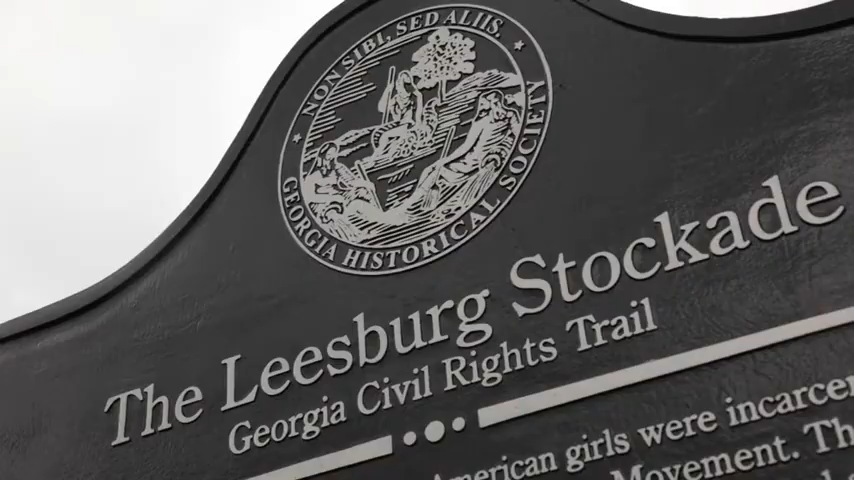 NON SIBI, SED ALIIS.
GEORGIA HISTORICAL SOCIETY
The Leesburg Stockade
Georgia Civil Rights Trail
American girls were incarcer
Movement. Th